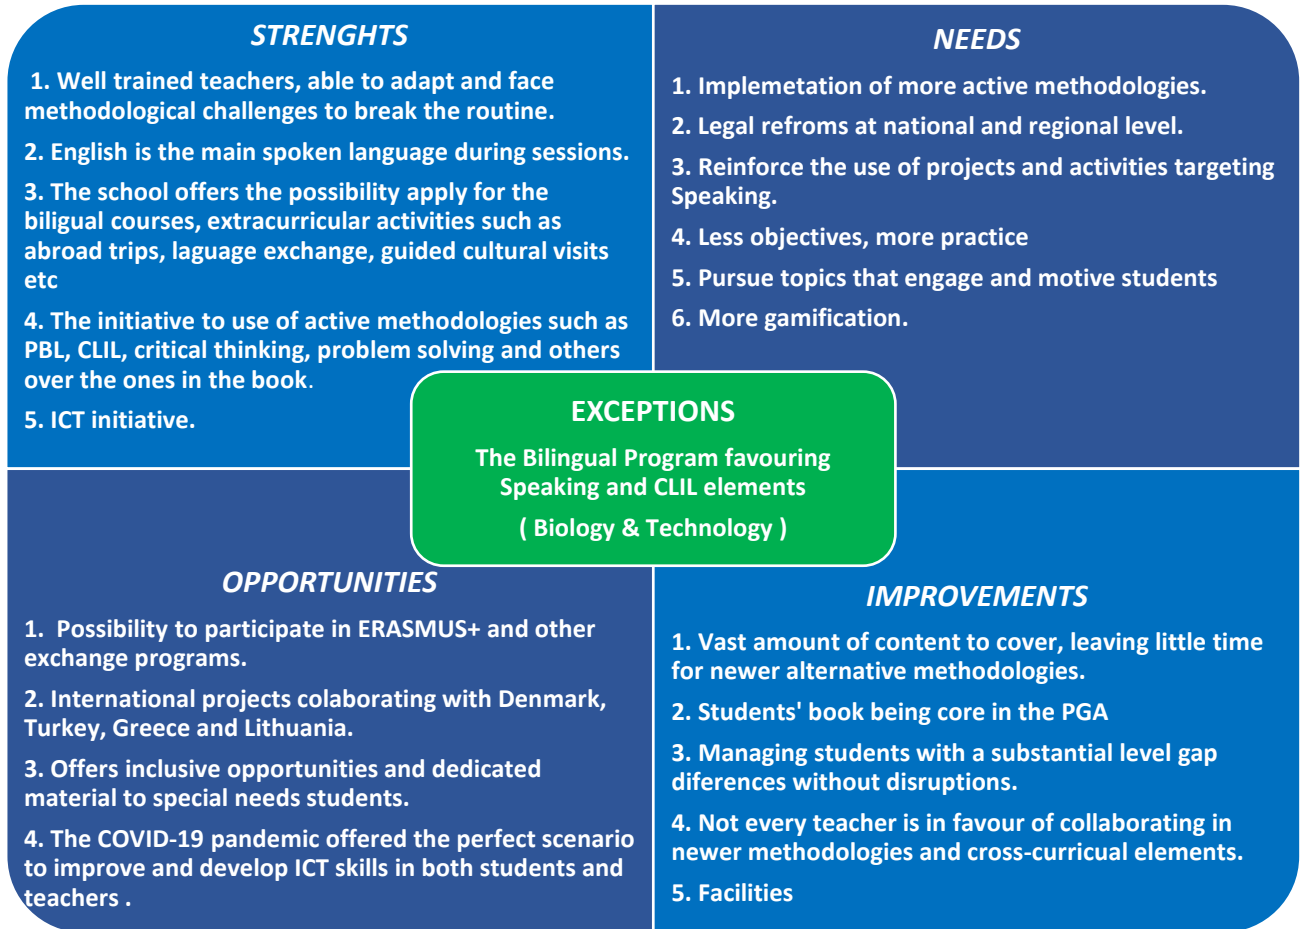 STRENGHTS
1. Well trained teachers, able to adapt and face
methodological challenges to break the routine.
2. English is the main spoken language during sessions.
3. The school offers the possibility apply for the
biligual courses, extracurricular activities such as
abroad trips, laguage exchange, guided cultural visits
etc
4. The initiative to use of active methodologies such as
PBL, CLIL, critical thinking, problem solving and others
over the ones in the book.
5. ICT initiative.
NEEDS
1. Implemetation of more active methodologies.
2. Legal refroms at national and regional level.
3. Reinforce the use of projects and activities targeting
Speaking.
4. Less objectives, more practice
5. Pursue topics that engage and motive students
6. More gamification.
EXCEPTIONS
The Bilingual Program favouring
Speaking and CLIL elements
( Biology & Technology )
OPPORTUNITIES
1. Possibility to participate in ERASMUS+ and other
exchange programs.
2. International projects colaborating with Denmark,
Turkey, Greece and Lithuania.
3. Offers inclusive opportunities and dedicated
material to special needs students.
4. The COVID-19 pandemic offered the perfect scenario
to improve and develop ICT skills in both students and
teachers .
IMPROVEMENTS
1. Vast amount of content to cover, leaving little time
for newer alternative methodologies.
2. Students' book being core in the PGA
3. Managing students with a substantial level gap
diferences without disruptions.
4. Not every teacher is in favour of collaborating in
newer methodologies and cross-curricual elements.
5. Facilities